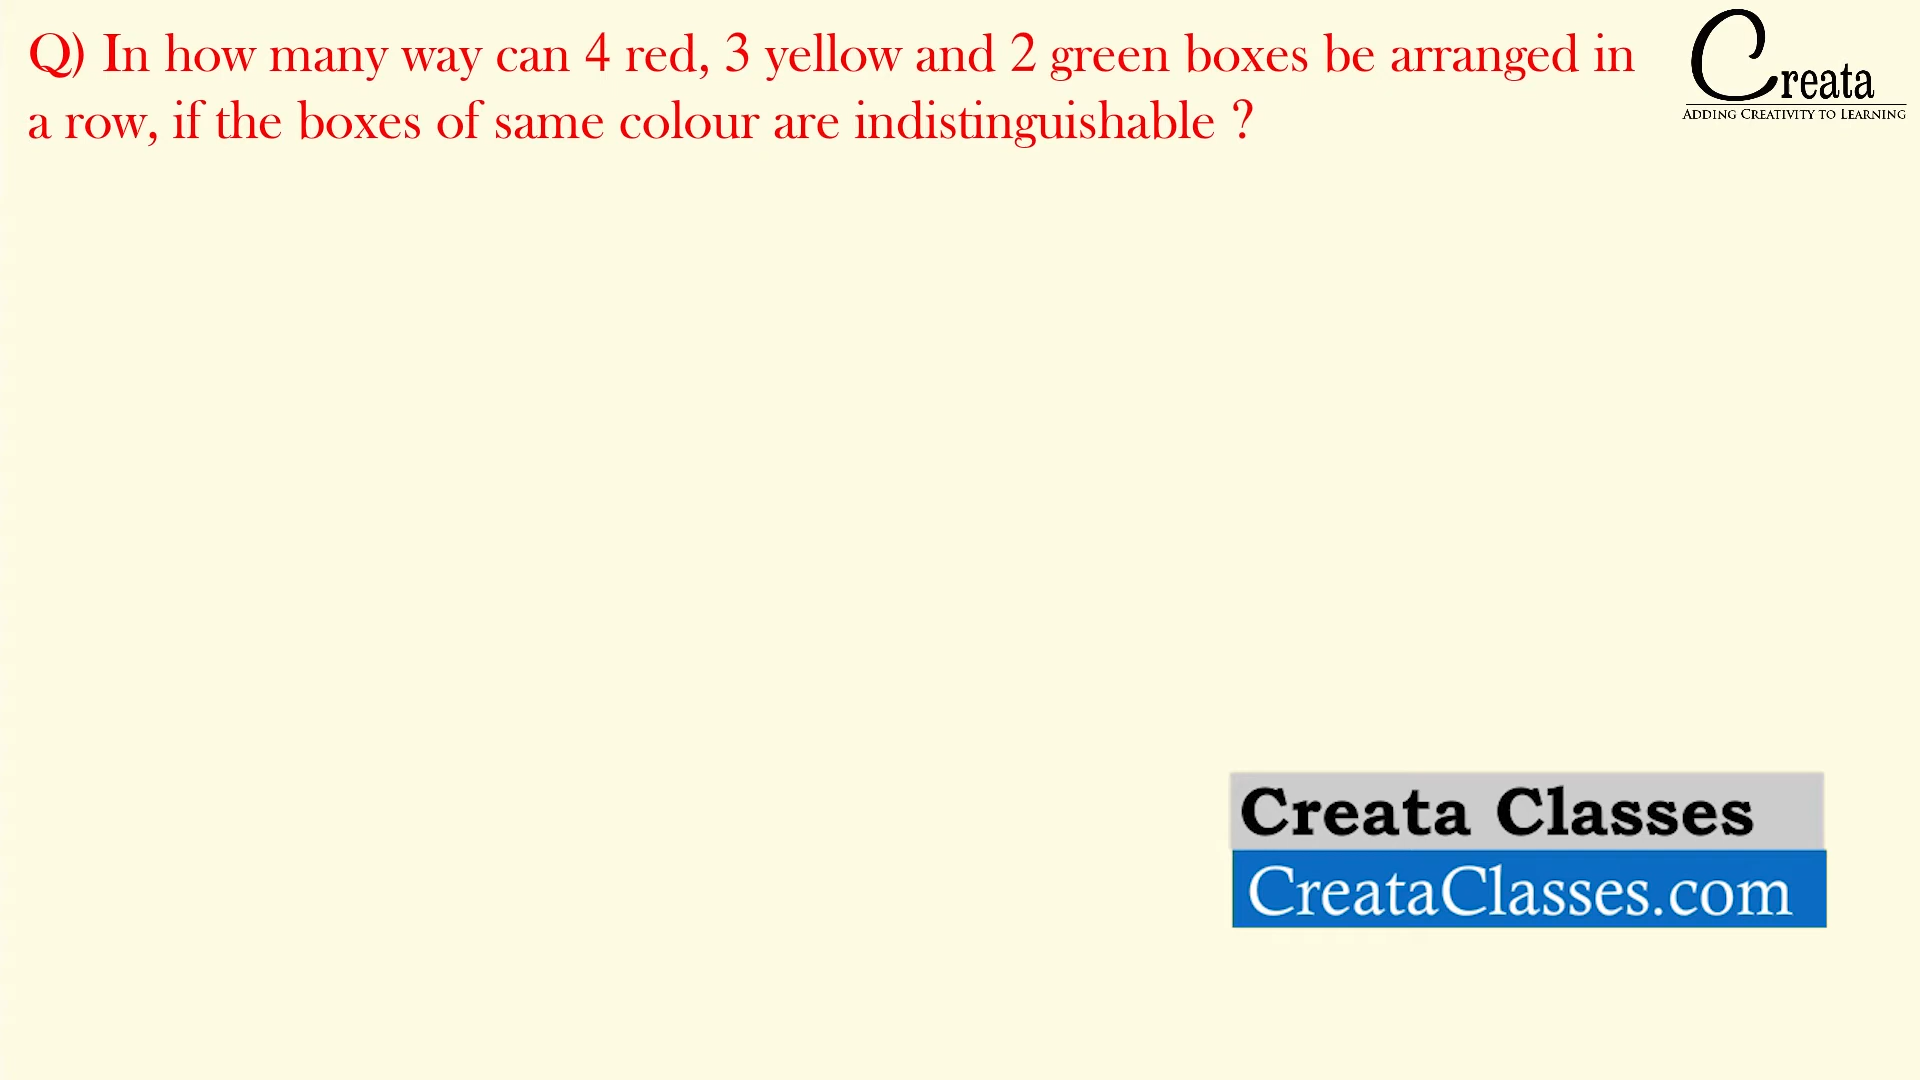 Q) In how many way can 4 red, 3 yellow and 2 green boxes be arranged in
a row, if the boxes of same colour are indistinguishable ?
Creata
ADDING CREATIVITY TO LEARNING
Creata Classes
CreataClasses.com